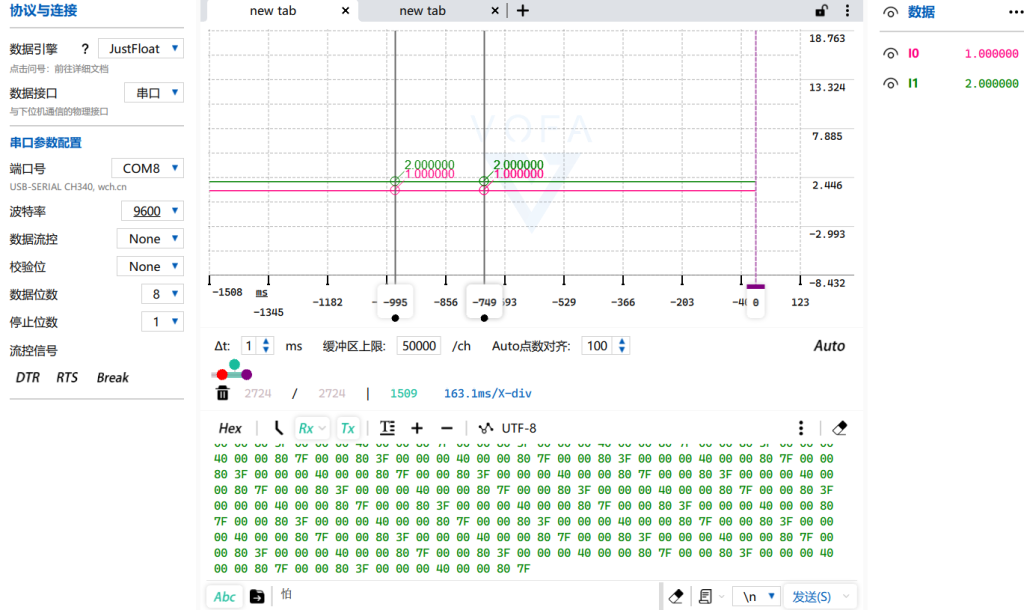 协议与连接
数据引擎 ? JustFloat
点击问号：前往详细文档
数据接口 串口
与下位机通信的物理接口
串口参数配置
端口号 COM8
USB-SERIAL CH340, wch.cn
波特率 9600
数据流控 None
校验位 None
数据位数 8
停止位数 1
流控信号
DTR RTS Break
new tab × new tab × +
18.763
13.324
7.885
2.446
-2.993
-8.432
VOFA
2.000000 2.000000
1.000000 1.000000
-1508 ms -1345 -1182 -995 -856 -749 -529 -366 -203 0 123
Δt: 1 ms 缓冲区上限: 50000 /ch Auto点数对齐: 100 Auto
2724 / 2724 | 1509 163.1ms/X-div
Hex Rx Tx UTF-8
40 00 00 80 7F 00 00 80 3F 00 00 00 40 00 00 80 7F 00 00 80 3F 00 00 00 40 00 00 80 7F 00 00
80 3F 00 00 00 40 00 00 80 7F 00 00 80 3F 00 00 00 40 00 00 80 7F 00 00 80 3F 00 00 00 40 00
00 80 7F 00 00 80 3F 00 00 00 40 00 00 80 7F 00 00 80 3F 00 00 00 40 00 00 80 7F 00 00 80 3F
00 00 00 40 00 00 80 7F 00 00 80 3F 00 00 00 40 00 00 80 7F 00 00 80 3F 00 00 00 40 00 00 80
7F 00 00 80 3F 00 00 00 40 00 00 80 7F 00 00 80 3F 00 00 00 40 00 00 80 7F 00 00 80 3F 00 00
00 40 00 00 80 7F 00 00 80 3F 00 00 00 40 00 00 80 7F 00 00 80 3F 00 00 00 40 00 00 80 7F 00
00 80 3F 00 00 00 40 00 00 80 7F 00 00 80 3F 00 00 00 40 00 00 80 7F 00 00 80 3F 00 00 00 40
00 00 80 7F 00 00 80 3F 00 00 00 40 00 00 80 7F
Abc 怕 \n 发送(S)
数据
I0 1.000000
I1 2.000000